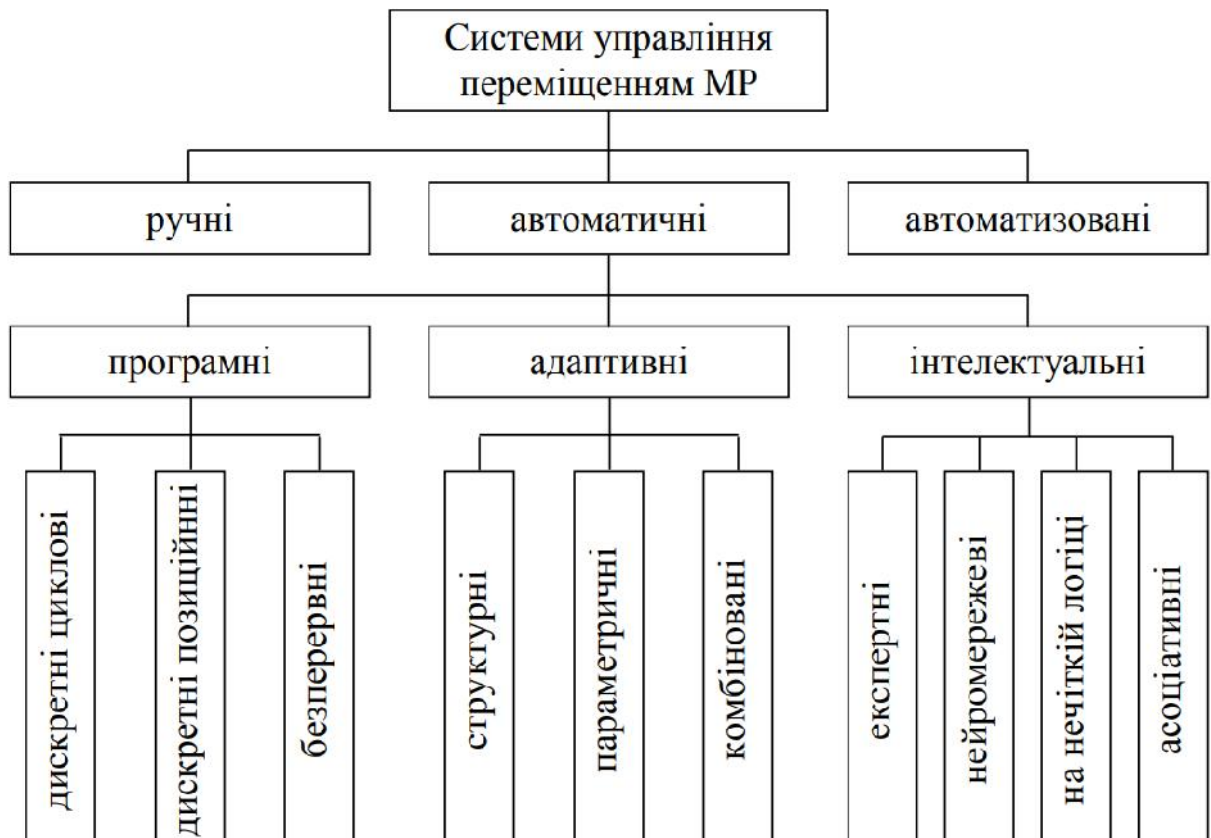 Системи управління
переміщенням МР
ручні
автоматичні
автоматизовані
програмні
адаптивні
інтелектуальні
дискретні циклові
дискретні позиційнні
безперервні
структурні
параметричні
комбіновані
експертні
нейромережеві
на нечіткій логіці
асоціативні